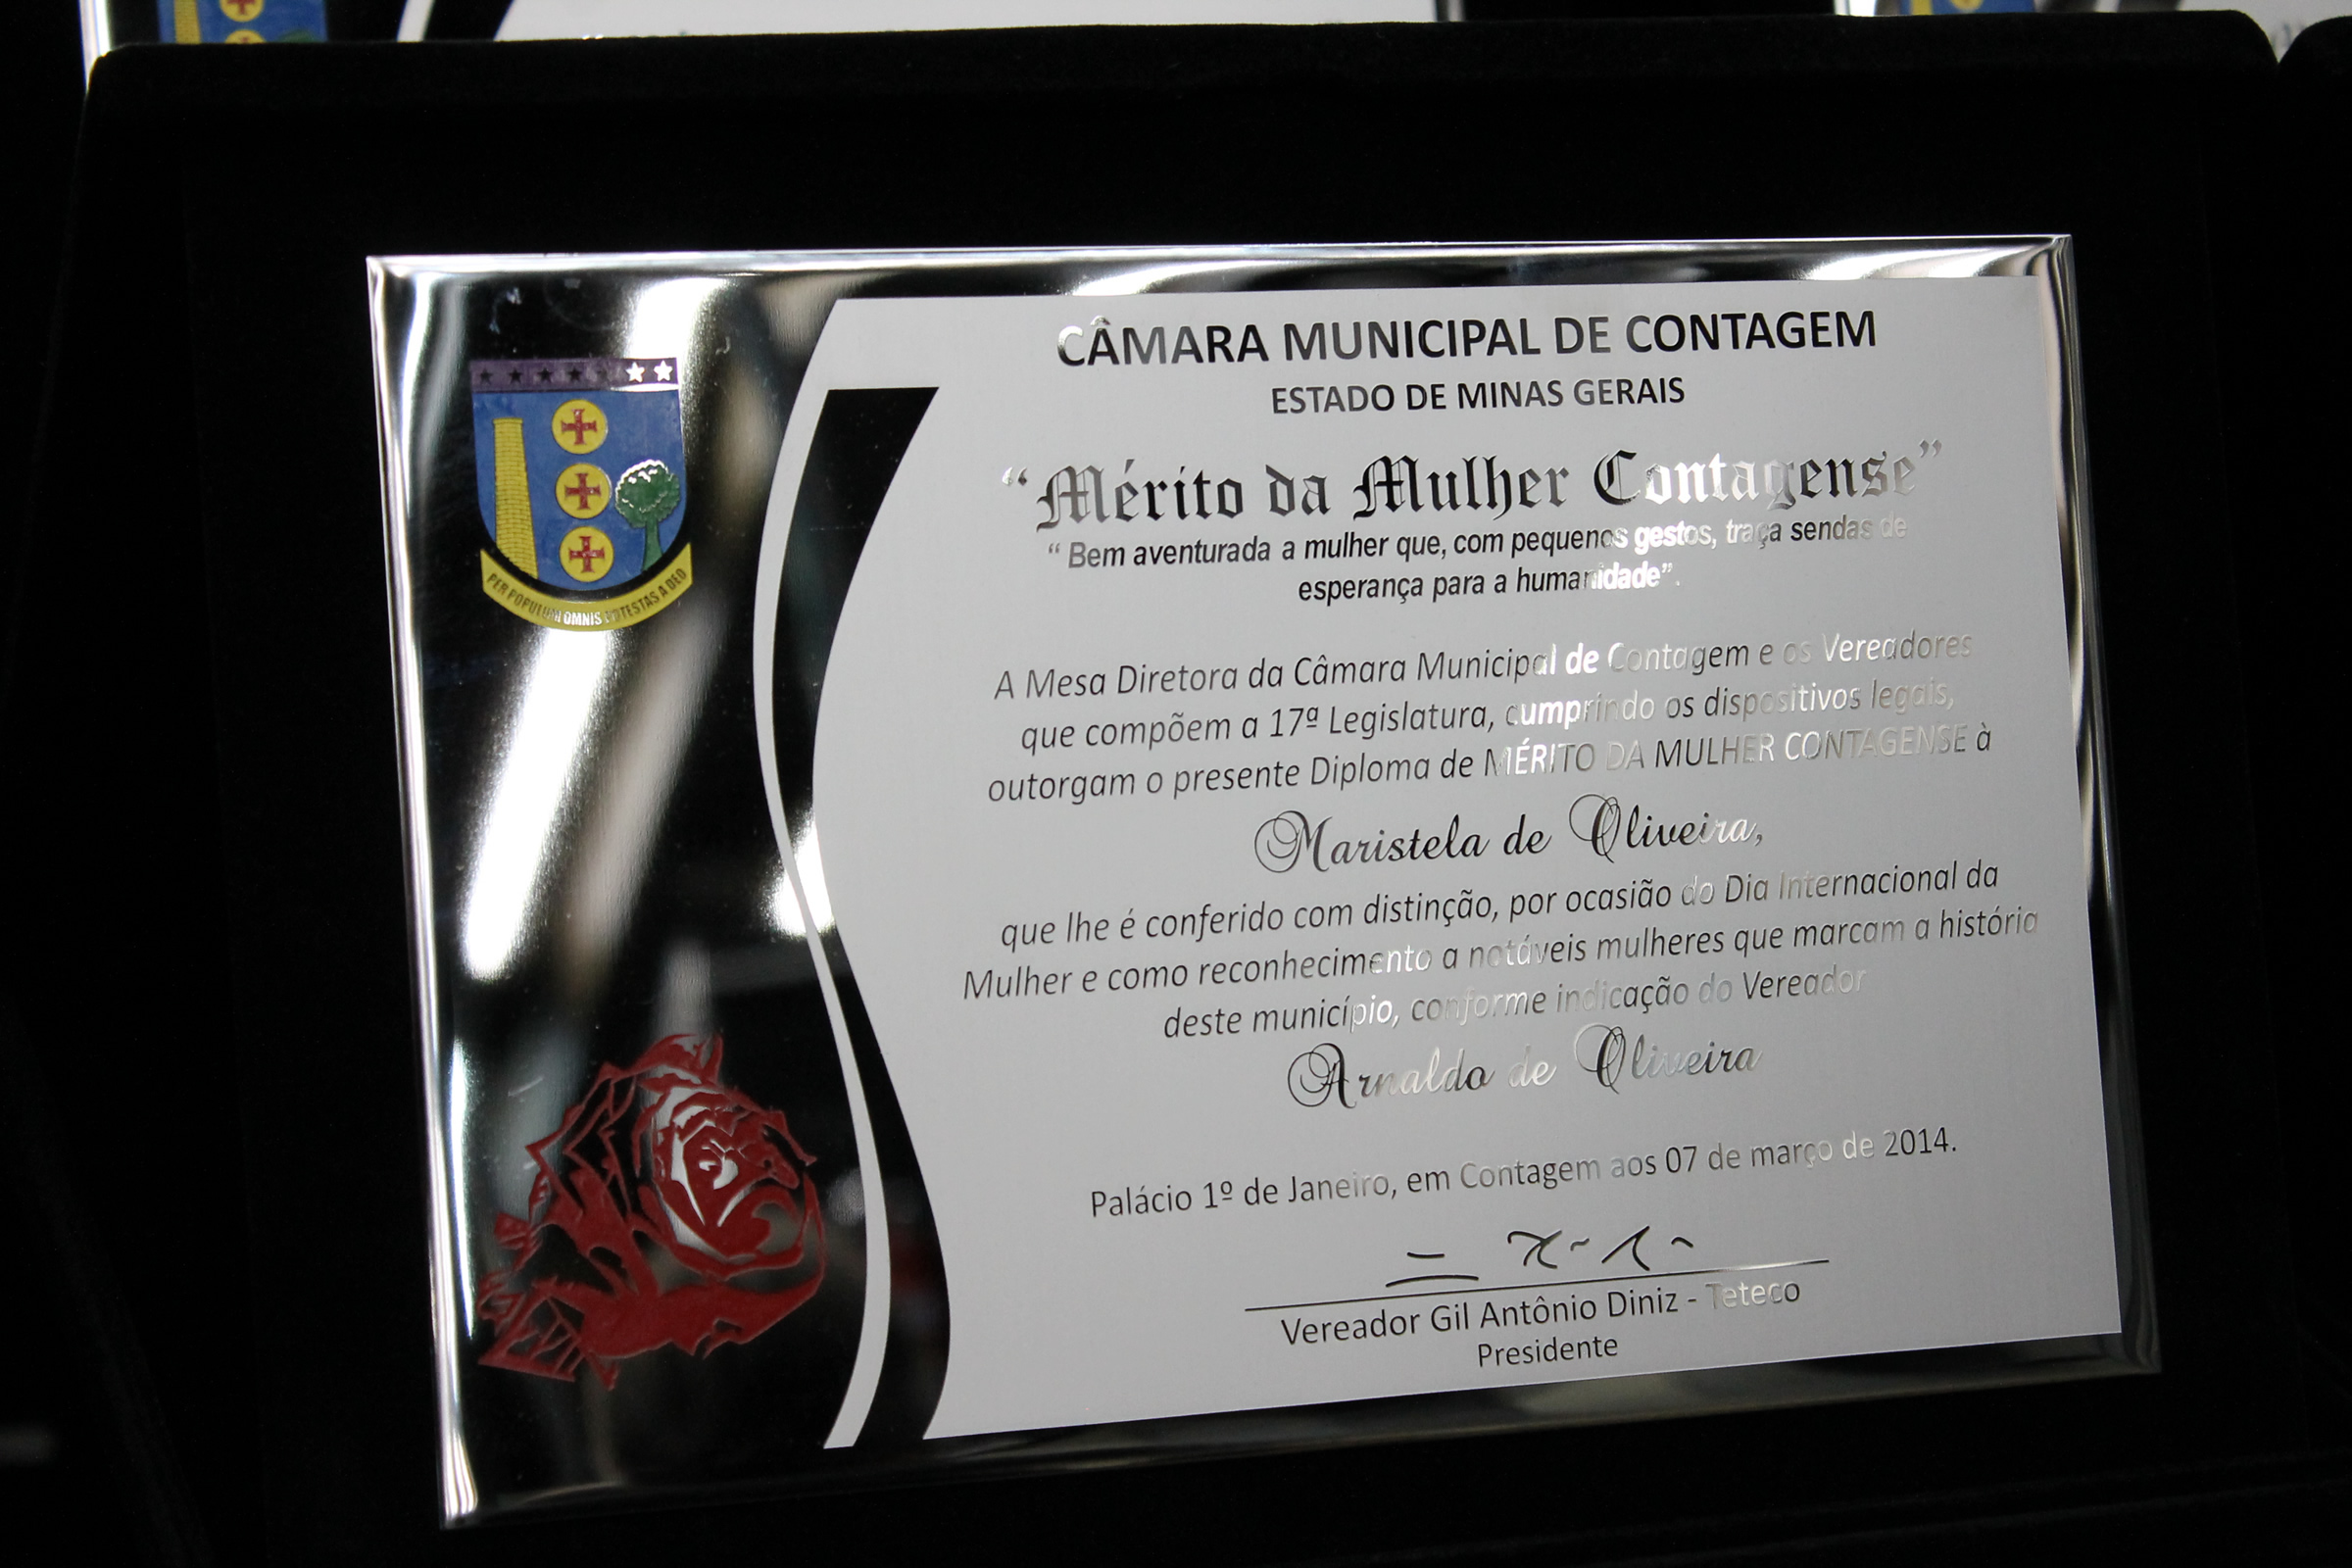 CÂMARA MUNICIPAL DE CONTAGEM
ESTADO DE MINAS GERAIS
“Mérito da Mulher Contagense”
“ Bem aventurada a mulher que, com pequenos gestos, traça sendas de
esperança para a humanidade”.
A Mesa Diretora da Câmara Municipal de Contagem e os Vereadores
que compõem a 17ª Legislatura, cumprindo os dispositivos legais,
outorgam o presente Diploma de MÉRITO DA MULHER CONTAGENSE à
Maristela de Oliveira,
que lhe é conferido com distinção, por ocasião do Dia Internacional da
Mulher e como reconhecimento a notáveis mulheres que marcam a história
deste município, conforme indicação do Vereador
Arnaldo de Oliveira
Palácio 1º de Janeiro, em Contagem aos 07 de março de 2014.
Vereador Gil Antônio Diniz - Teteco
Presidente
PER POPULUM OMNIS POTESTAS A DEO